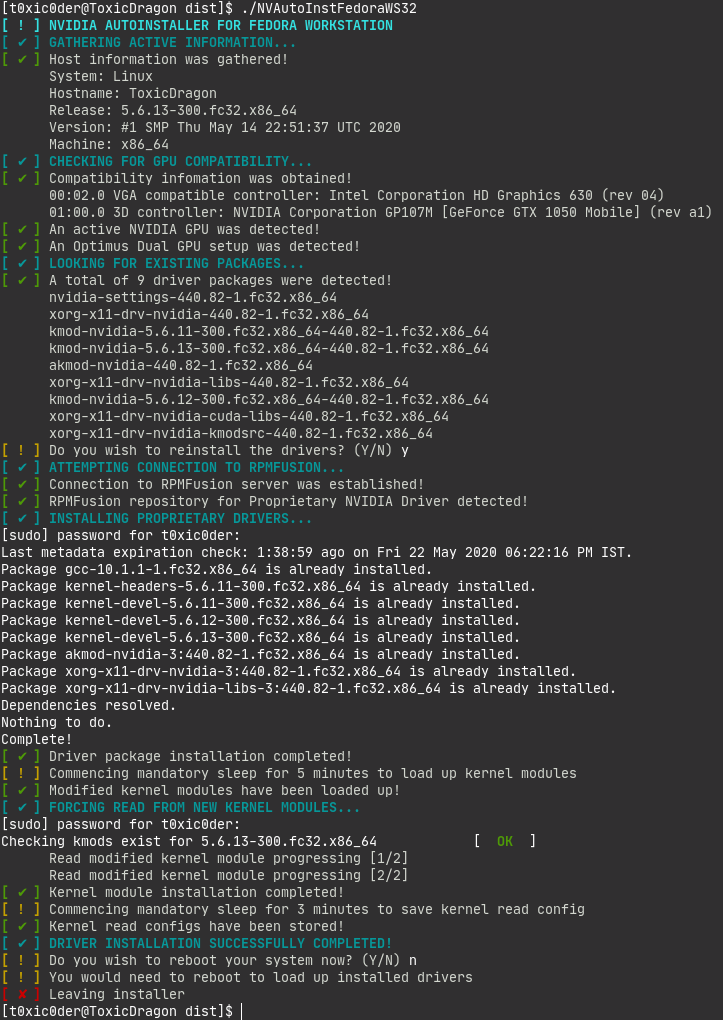 [t0xic0der@ToxicDragon dist]$ ./NVAutoInstFedoraWS32
[ ! ] NVIDIA AUTOINSTALLER FOR FEDORA WORKSTATION
[ ✔ ] GATHERING ACTIVE INFORMATION...
[ ✔ ] Host information was gathered!
System: Linux
Hostname: ToxicDragon
Release: 5.6.13-300.fc32.x86_64
Version: #1 SMP Thu May 14 22:51:37 UTC 2020
Machine: x86_64
[ ✔ ] CHECKING FOR GPU COMPATIBILITY...
[ ✔ ] Compatibility infomation was obtained!
00:02.0 VGA compatible controller: Intel Corporation HD Graphics 630 (rev 04)
01:00.0 3D controller: NVIDIA Corporation GP107M [GeForce GTX 1050 Mobile] (rev a1)
[ ✔ ] An active NVIDIA GPU was detected!
[ ✔ ] An Optimus Dual GPU setup was detected!
[ ✔ ] LOOKING FOR EXISTING PACKAGES...
[ ✔ ] A total of 9 driver packages were detected!
nvidia-settings-440.82-1.fc32.x86_64
xorg-x11-drv-nvidia-440.82-1.fc32.x86_64
kmod-nvidia-5.6.11-300.fc32.x86_64-440.82-1.fc32.x86_64
kmod-nvidia-5.6.13-300.fc32.x86_64-440.82-1.fc32.x86_64
akmod-nvidia-440.82-1.fc32.x86_64
xorg-x11-drv-nvidia-libs-440.82-1.fc32.x86_64
kmod-nvidia-5.6.12-300.fc32.x86_64-440.82-1.fc32.x86_64
xorg-x11-drv-nvidia-cuda-libs-440.82-1.fc32.x86_64
xorg-x11-drv-nvidia-kmodsrc-440.82-1.fc32.x86_64
[ ! ] Do you wish to reinstall the drivers? (Y/N) y
[ ✔ ] ATTEMPTING CONNECTION TO RPMFUSION...
[ ✔ ] Connection to RPMFusion server was established!
[ ✔ ] RPMFusion repository for Proprietary NVIDIA Driver detected!
[ ✔ ] INSTALLING PROPRIETARY DRIVERS...
[sudo] password for t0xic0der:
Last metadata expiration check: 1:38:59 ago on Fri 22 May 2020 06:22:16 PM IST.
Package gcc-10.1.1-1.fc32.x86_64 is already installed.
Package kernel-headers-5.6.11-300.fc32.x86_64 is already installed.
Package kernel-devel-5.6.11-300.fc32.x86_64 is already installed.
Package kernel-devel-5.6.12-300.fc32.x86_64 is already installed.
Package kernel-devel-5.6.13-300.fc32.x86_64 is already installed.
Package akmod-nvidia-3:440.82-1.fc32.x86_64 is already installed.
Package xorg-x11-drv-nvidia-3:440.82-1.fc32.x86_64 is already installed.
Package xorg-x11-drv-nvidia-libs-3:440.82-1.fc32.x86_64 is already installed.
Dependencies resolved.
Nothing to do.
Complete!
[ ✔ ] Driver package installation completed!
[ ! ] Commencing mandatory sleep for 5 minutes to load up kernel modules
[ ✔ ] Modified kernel modules have been loaded up!
[ ✔ ] FORCING READ FROM NEW KERNEL MODULES...
[sudo] password for t0xic0der:
Checking kmods exist for 5.6.13-300.fc32.x86_64 [ OK ]
Read modified kernel module progressing [1/2]
Read modified kernel module progressing [2/2]
[ ✔ ] Kernel module installation completed!
[ ! ] Commencing mandatory sleep for 3 minutes to save kernel read config
[ ✔ ] Kernel read configs have been stored!
[ ✔ ] DRIVER INSTALLATION SUCCESSFULLY COMPLETED!
[ ! ] Do you wish to reboot your system now? (Y/N) n
[ ! ] You would need to reboot to load up installed drivers
[ ✘ ] Leaving installer
[t0xic0der@ToxicDragon dist]$